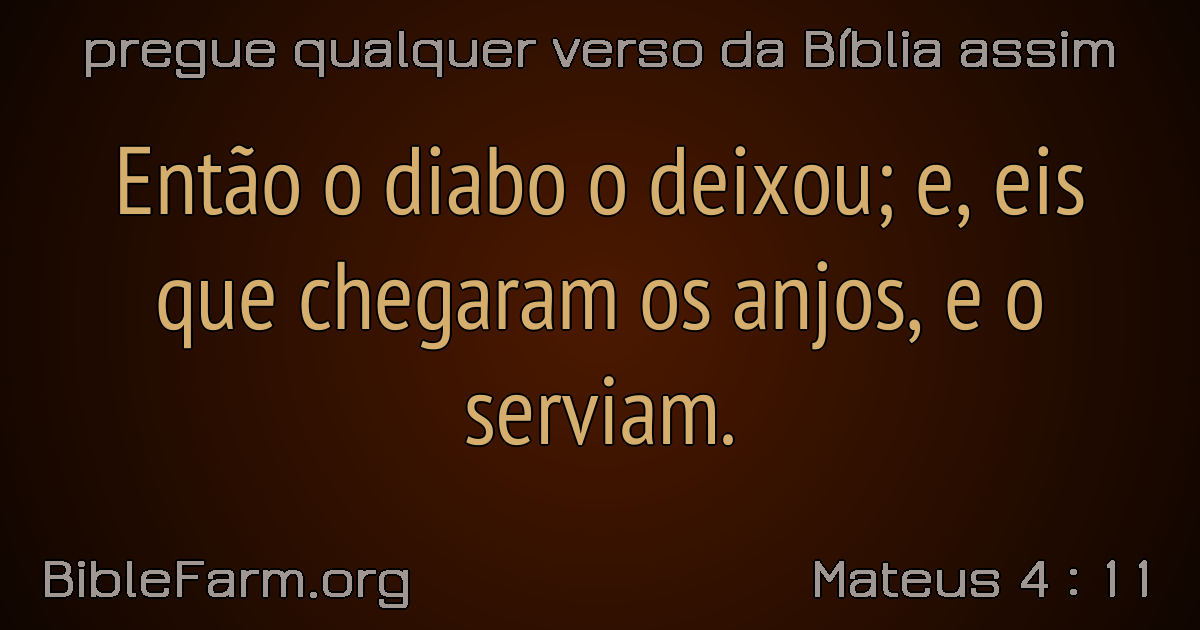 pregue qualquer verso da Bíblia assim
Então o diabo o deixou; e, eis
que chegaram os anjos, e o
serviam.
BibleFarm.org
Mateus 4 : 11